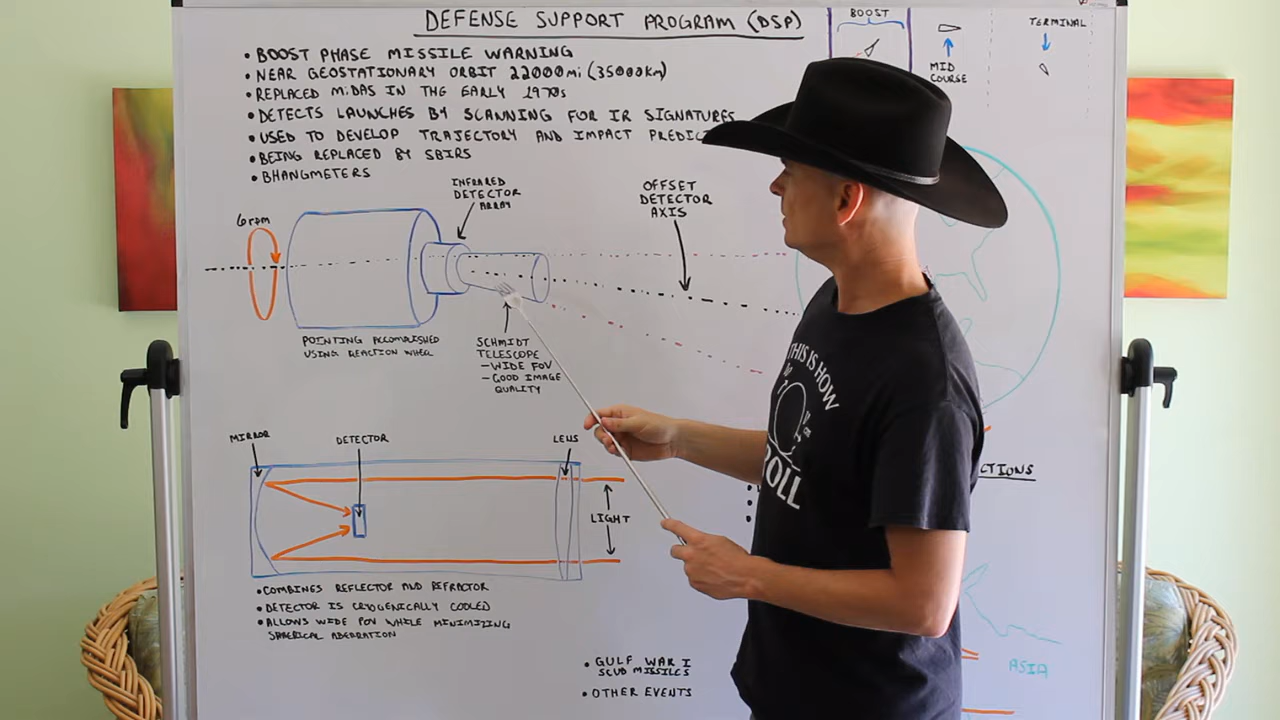 DEFENSE SUPPORT PROGRAM (DSP)
• BOOST PHASE MISSILE WARNING
• NEAR GEOSTATIONARY ORBIT 22000mi (35000km)
• REPLACED MiDAS IN THE EARLY 1970s
• DETECTS LAUNCHES BY SCANNING FOR IR SIGNATURES
• USED TO DEVELOP TRAJECTORY AND IMPACT PREDIC
• BEING REPLACED BY SBIRS
• BHANGMETERS
BOOST
MID
COURSE
TERMINAL
6 rpm
INFRARED
DETECTOR
ARRAY
OFFSET
DETECTOR
AXIS
POINTING ACCOMPLISHED
USING REACTION WHEEL
SCHMIDT
TELESCOPE
– WIDE FOV
– GOOD IMAGE
QUALITY
MIRROR
DETECTOR
LENS
LIGHT
• COMBINES REFLECTOR AND REFRACTOR
• DETECTOR IS CRYOGENICALLY COOLED
• ALLOWS WIDE FOV WHILE MINIMIZING
SPHERICAL ABERRATION
• GULF WAR I
SCUD MISSILES
• OTHER EVENTS
CTIONS
ASIA
THIS IS HOW
ROLL